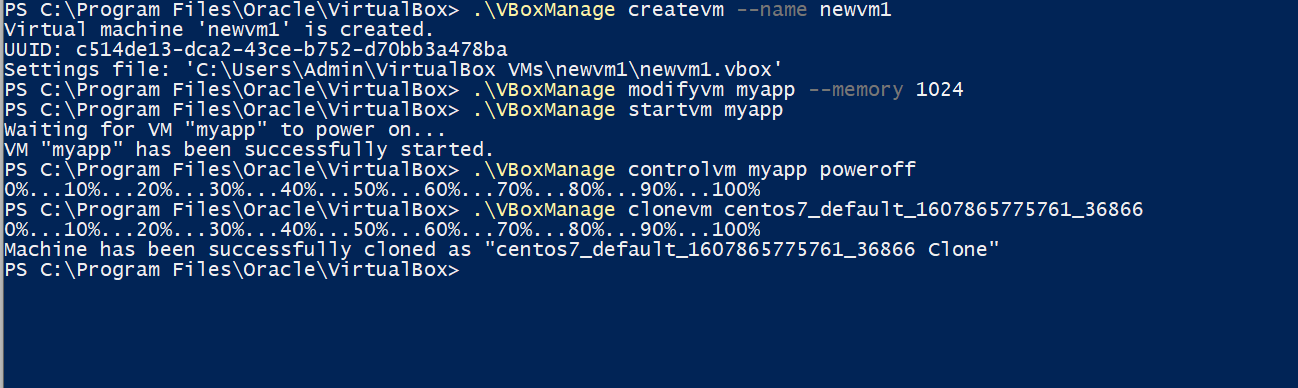 PS C:\Program Files\Oracle\VirtualBox> .\VBoxManage createvm --name newvm1
Virtual machine 'newvm1' is created.
UUID: c514de13-dca2-43ce-b752-d70bb3a478ba
Settings file: 'C:\Users\Admin\VirtualBox VMs\newvm1\newvm1.vbox'
PS C:\Program Files\Oracle\VirtualBox> .\VBoxManage modifyvm myapp --memory 1024
PS C:\Program Files\Oracle\VirtualBox> .\VBoxManage startvm myapp
Waiting for VM "myapp" to power on...
VM "myapp" has been successfully started.
PS C:\Program Files\Oracle\VirtualBox> .\VBoxManage controlvm myapp poweroff
0%...10%...20%...30%...40%...50%...60%...70%...80%...90%...100%
PS C:\Program Files\Oracle\VirtualBox> .\VBoxManage clonevm centos7_default_1607865775761_36866
0%...10%...20%...30%...40%...50%...60%...70%...80%...90%...100%
Machine has been successfully cloned as "centos7_default_1607865775761_36866 Clone"
PS C:\Program Files\Oracle\VirtualBox>